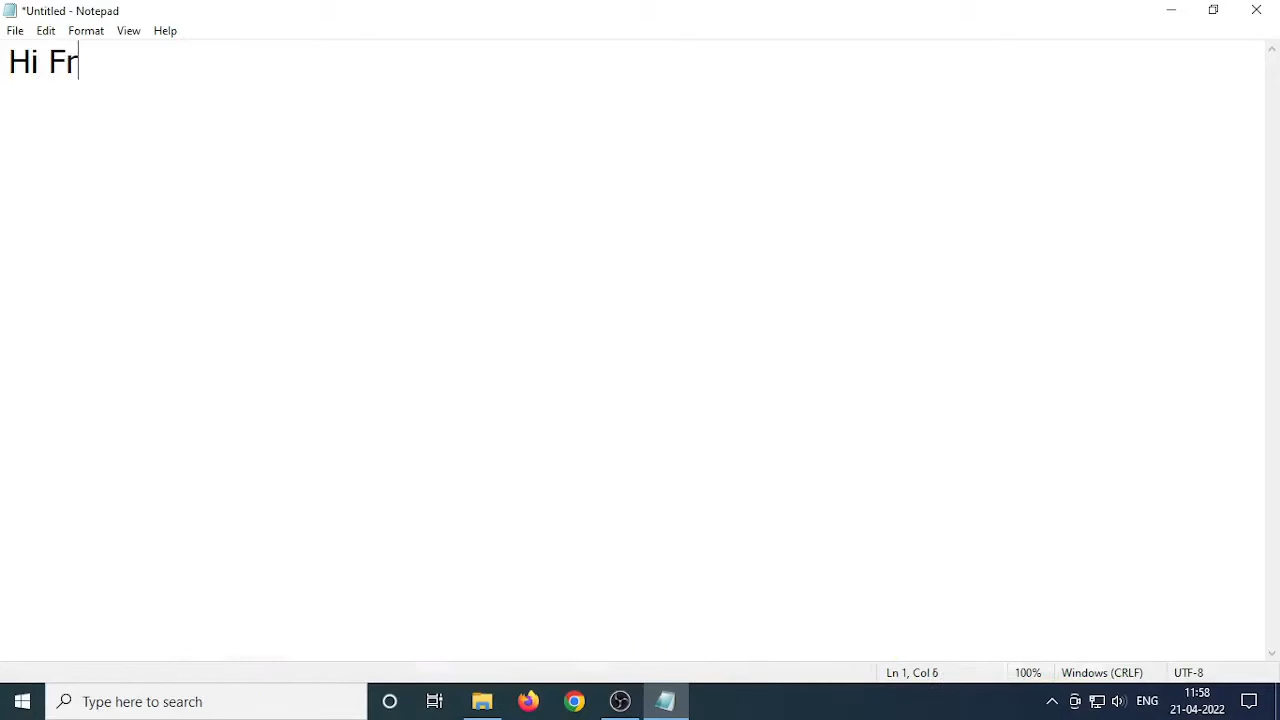 *Untitled - Notepad
File Edit Format View Help
Hi Fr
Ln 1, Col 6 100% Windows (CRLF) UTF-8
Type here to search ENG 11:58
21-04-2022